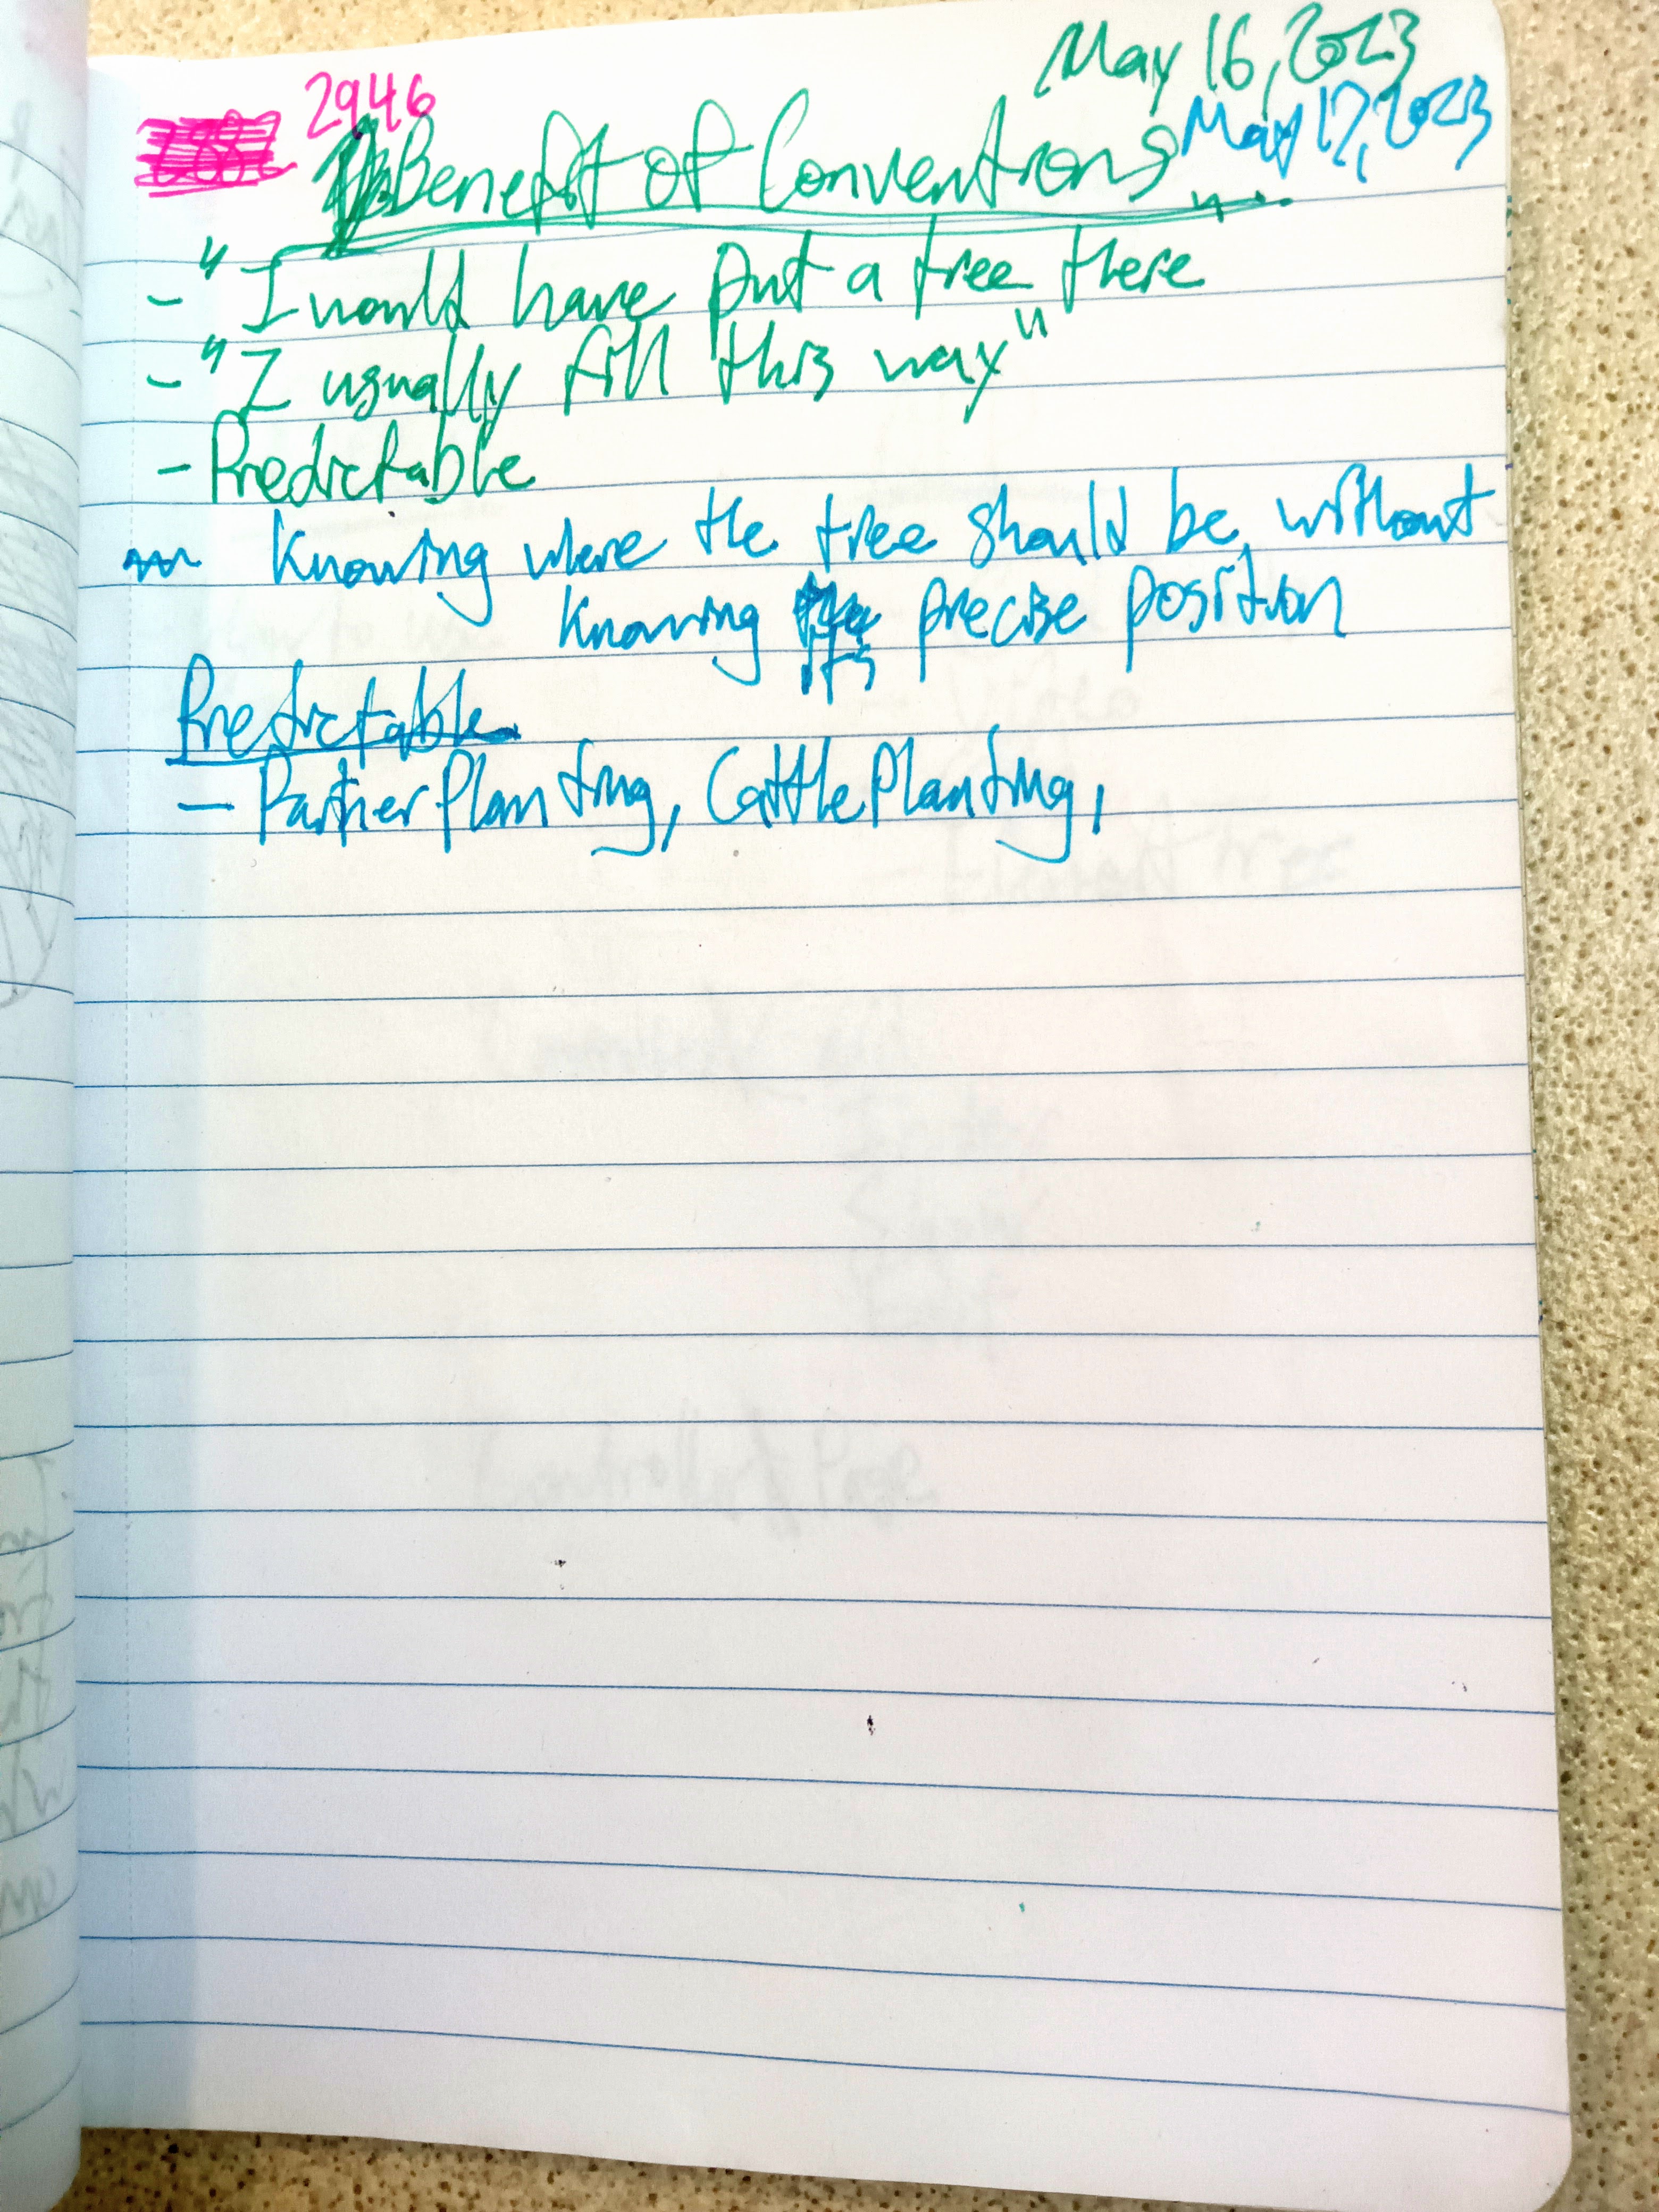 May 16, 2023
2946
May 17, 2023
Benefit of Conventions...
- "I would have put a tree there"
- "I usually fill this way"
- Predictable
Knowing where the tree should be, without
Knowing its precise position
Predictable
- Partner Planting, Cattle Planting,